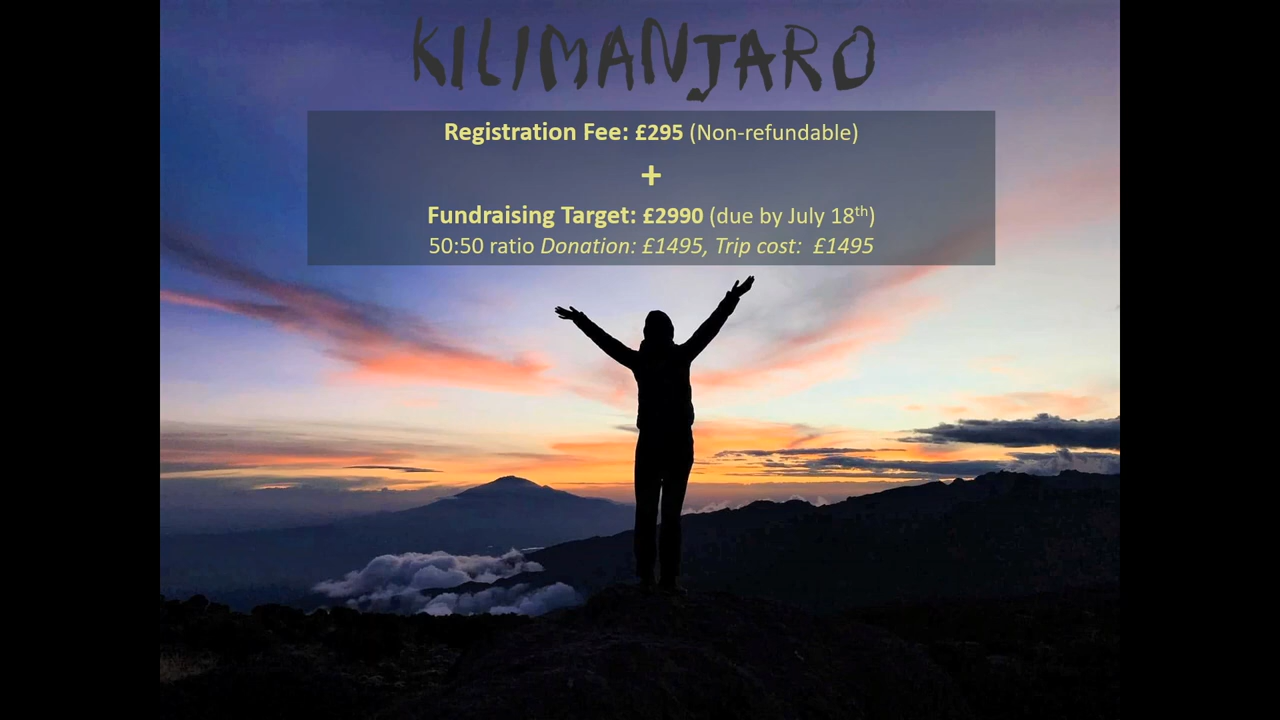 KILIMANJARO
Registration Fee: £295 (Non-refundable)
+
Fundraising Target: £2990 (due by July 18th)
50:50 ratio Donation: £1495, Trip cost: £1495